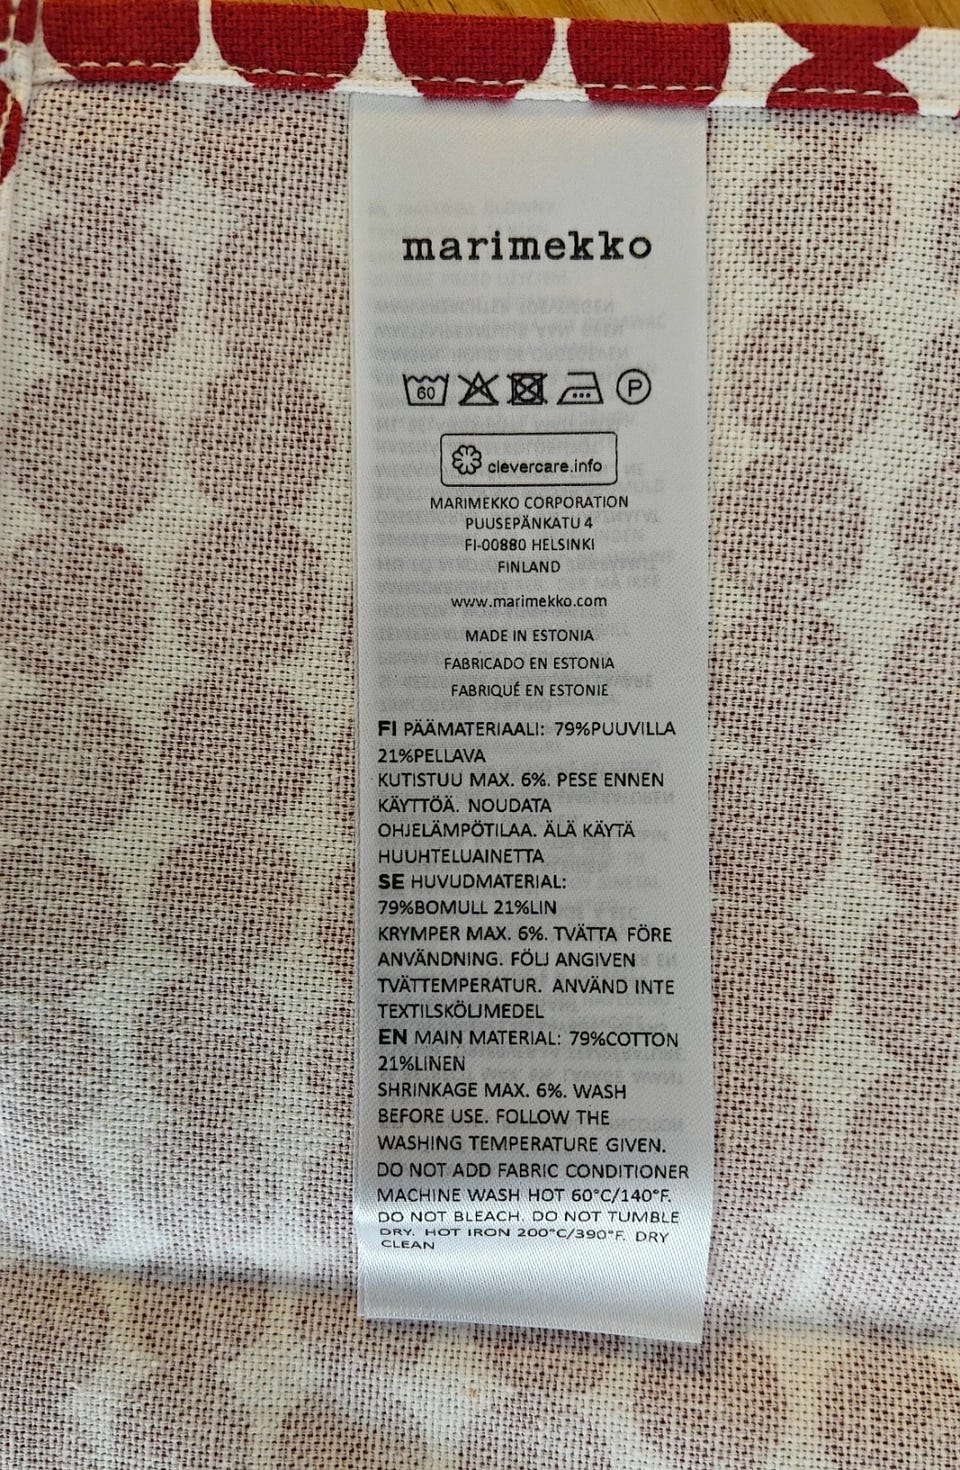 marimekko
60 P
clevercare.info
MARIMEKKO CORPORATION
PUUSEPÄNKATU 4
FI-00880 HELSINKI
FINLAND
www.marimekko.com
MADE IN ESTONIA
FABRICADO EN ESTONIA
FABRIQUÉ EN ESTONIE
FI PÄÄMATERIAALI: 79%PUUVILLA
21%PELLAVA
KUTISTUU MAX. 6%. PESE ENNEN
KÄYTTÖÄ. NOUDATA
OHJELÄMPÖTILAA. ÄLÄ KÄYTÄ
HUUHTELUAINETTA
SE HUVUDMATERIAL:
79%BOMULL 21%LIN
KRYMPER MAX. 6%. TVÄTTA FÖRE
ANVÄNDNING. FÖLJ ANGIVEN
TVÄTTEMPERATUR. ANVÄND INTE
TEXTILSKÖLJMEDEL
EN MAIN MATERIAL: 79%COTTON
21%LINEN
SHRINKAGE MAX. 6%. WASH
BEFORE USE. FOLLOW THE
WASHING TEMPERATURE GIVEN.
DO NOT ADD FABRIC CONDITIONER
MACHINE WASH HOT 60°C/140°F.
DO NOT BLEACH. DO NOT TUMBLE
DRY. HOT IRON 200°C/390°F. DRY
CLEAN